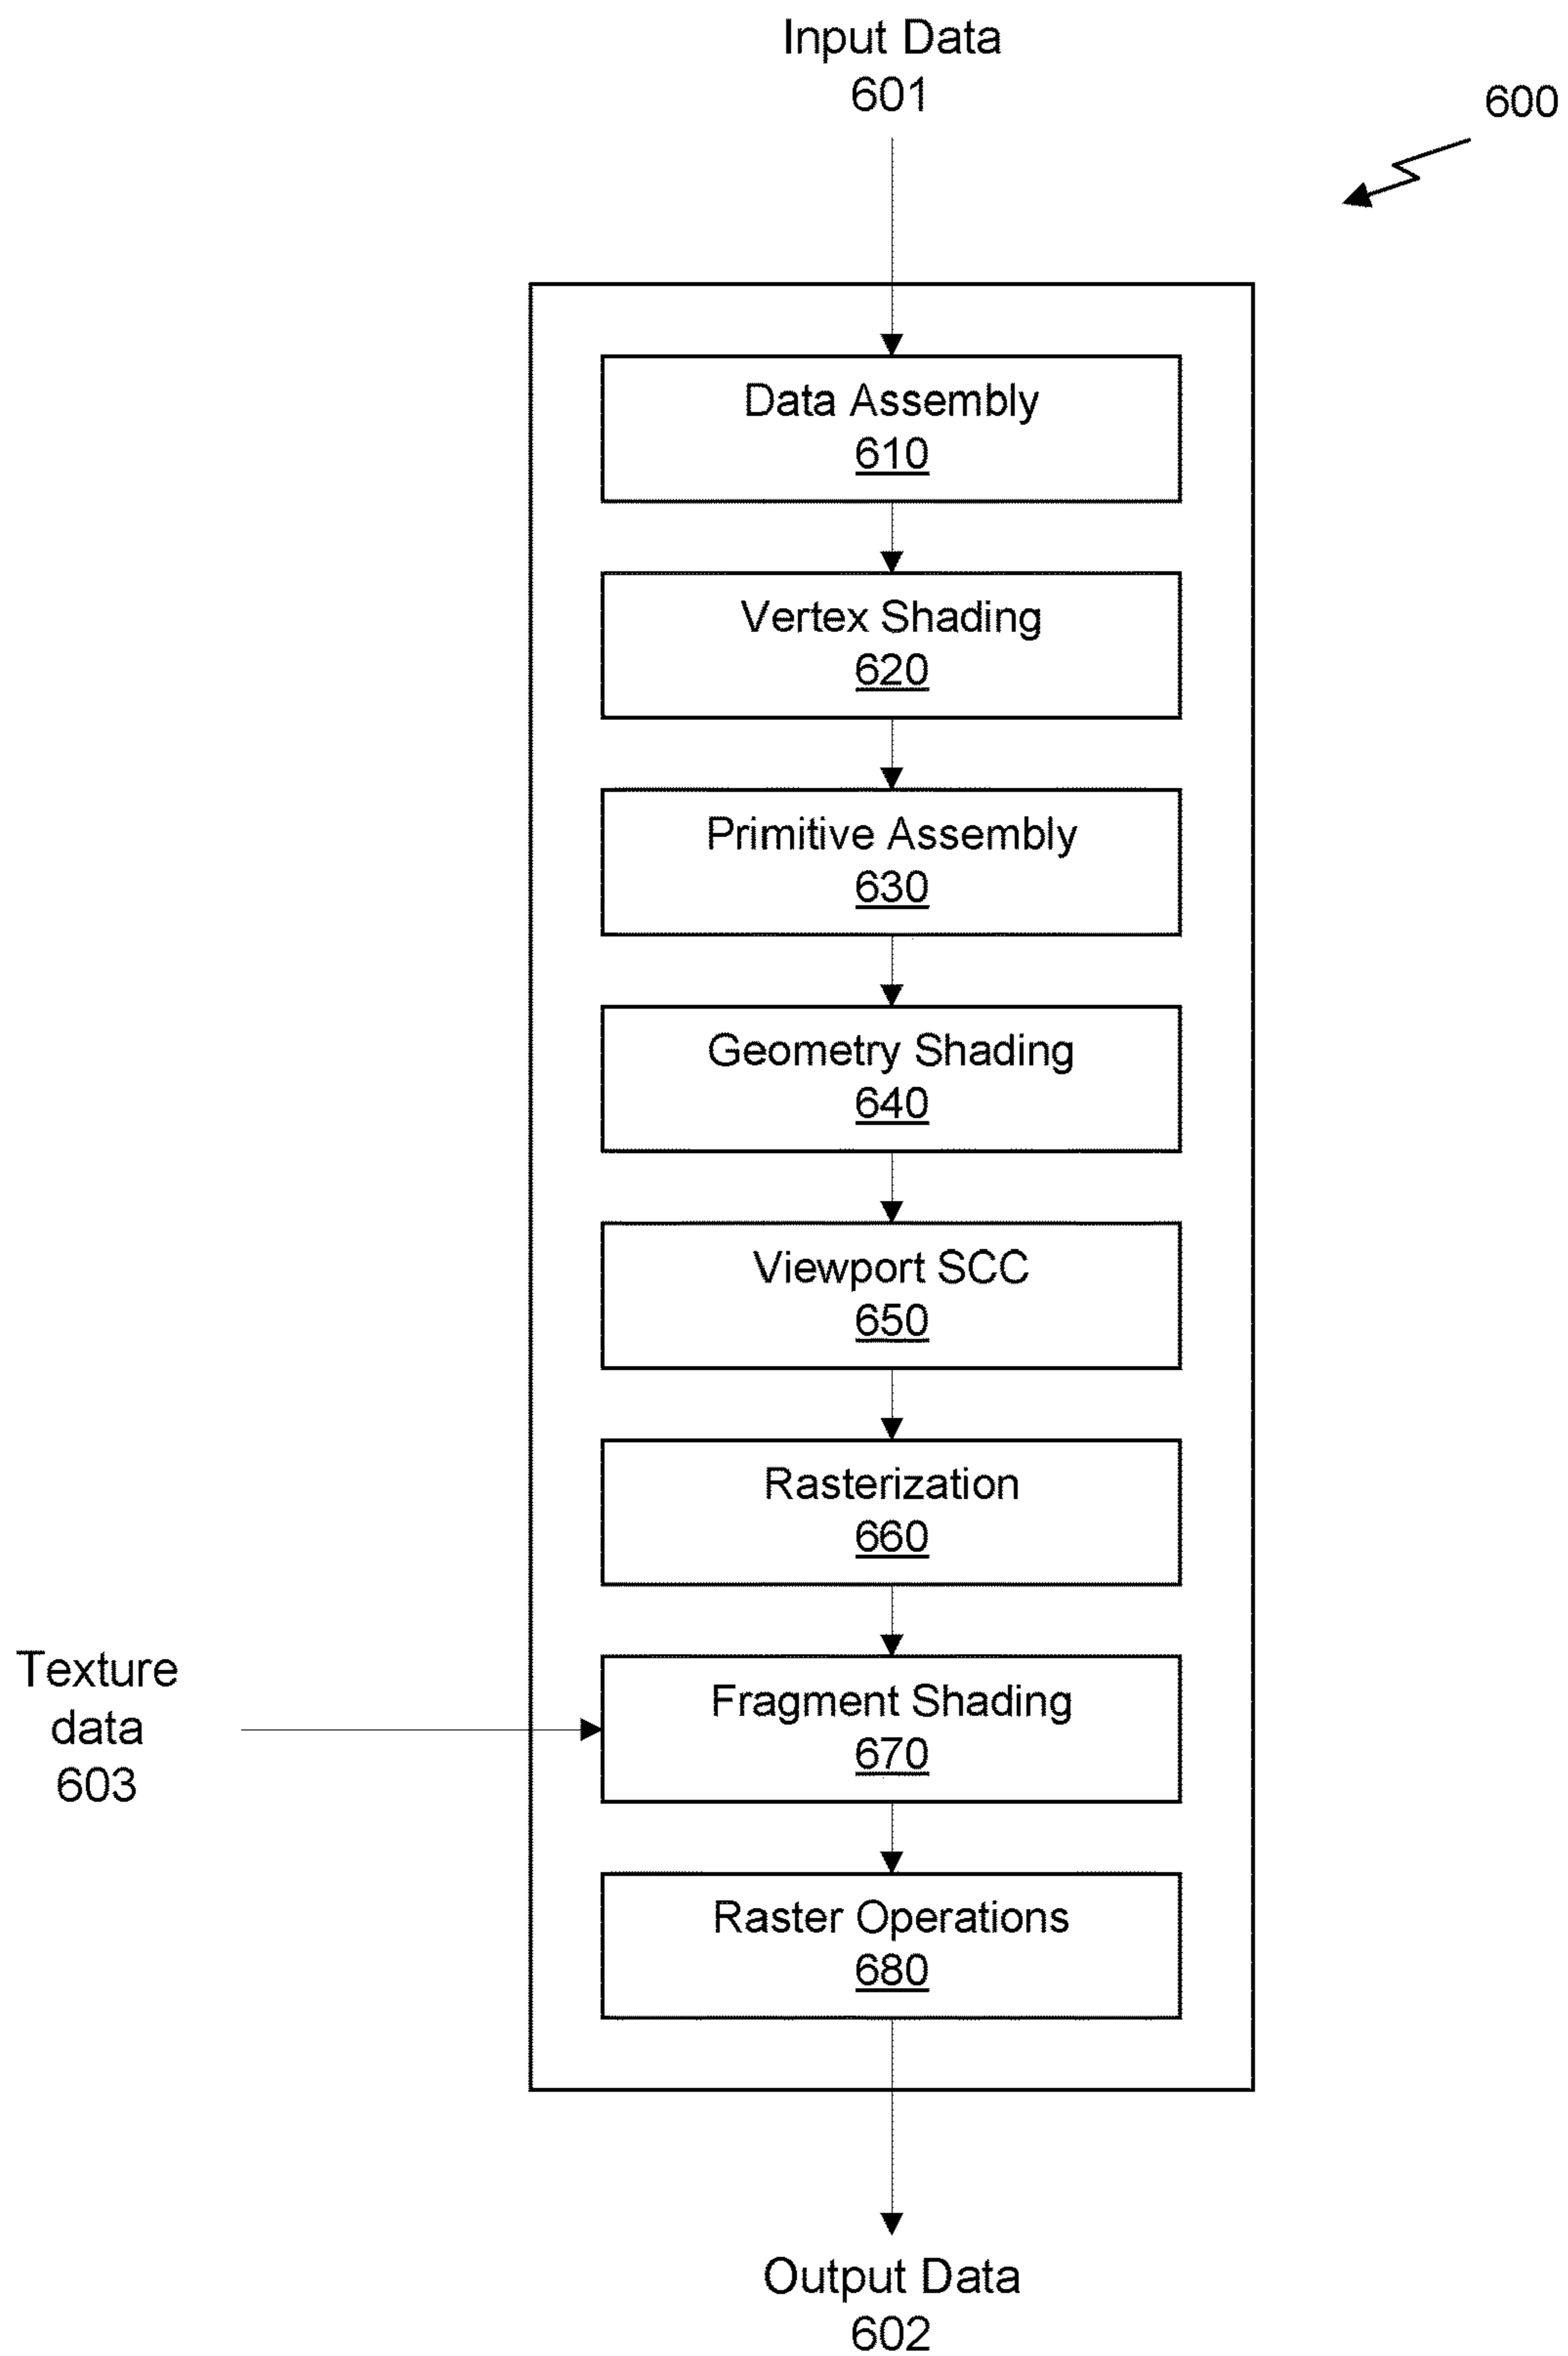 Input Data
601
600
Data Assembly
610
Vertex Shading
620
Primitive Assembly
630
Geometry Shading
640
Viewport SCC
650
Rasterization
660
Texture
data
603
Fragment Shading
670
Raster Operations
680
Output Data
602